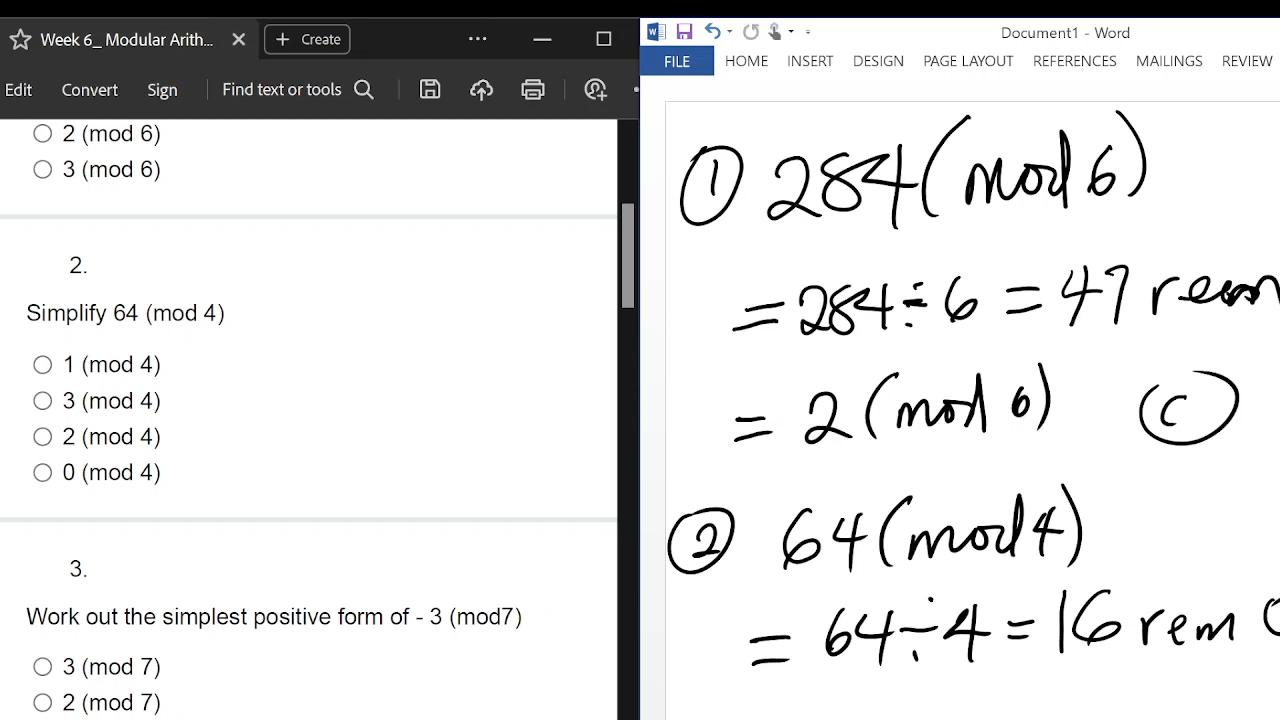 Week 6_ Modular Arith...
Create
Edit Convert Sign Find text or tools
2 (mod 6)
3 (mod 6)
2.
Simplify 64 (mod 4)
1 (mod 4)
3 (mod 4)
2 (mod 4)
0 (mod 4)
3.
Work out the simplest positive form of - 3 (mod7)
3 (mod 7)
2 (mod 7)
Document1 - Word
FILE HOME INSERT DESIGN PAGE LAYOUT REFERENCES MAILINGS REVIEW
① 284 (mod 6)
= 284 ÷ 6 = 47 rem
= 2 (mod 6) Ⓒ
② 64 (mod 4)
= 64 ÷ 4 = 16 rem 0